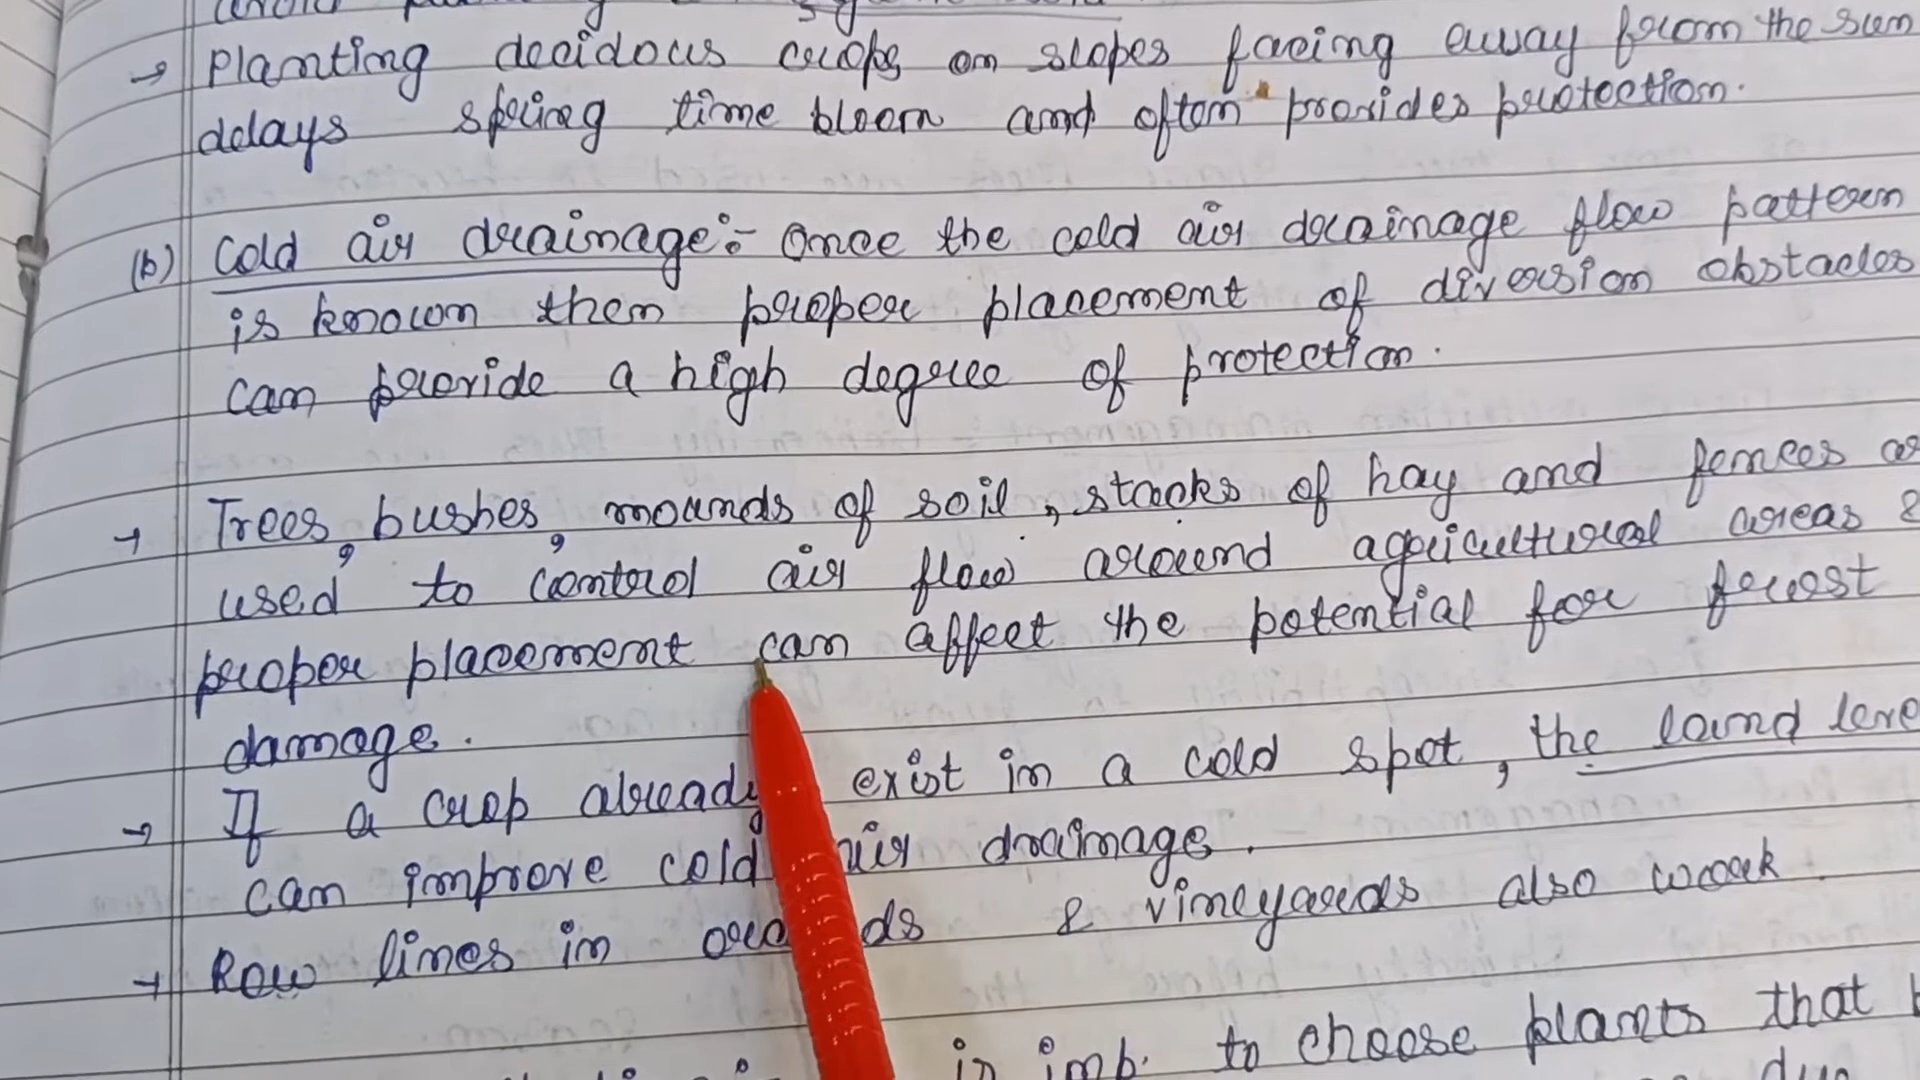 → Planting decidous crops on slopes facing away from the sun
delays spring time bloom and often provides protection.
(b) Cold air drainage:- Once the cold air drainage flow pattern
is known then proper placement of diversion obstacles
can provide a high degree of protection.
→ Trees, bushes, mounds of soil, stacks of hay and fences
used to control air flow around agricultural areas &
proper placement can affect the potential for frost
damage.
→ If a crop already exist in a cold spot, the land leve
can improve cold air drainage.
→ Row lines in & vineyards also work
in imb. to choose plants that